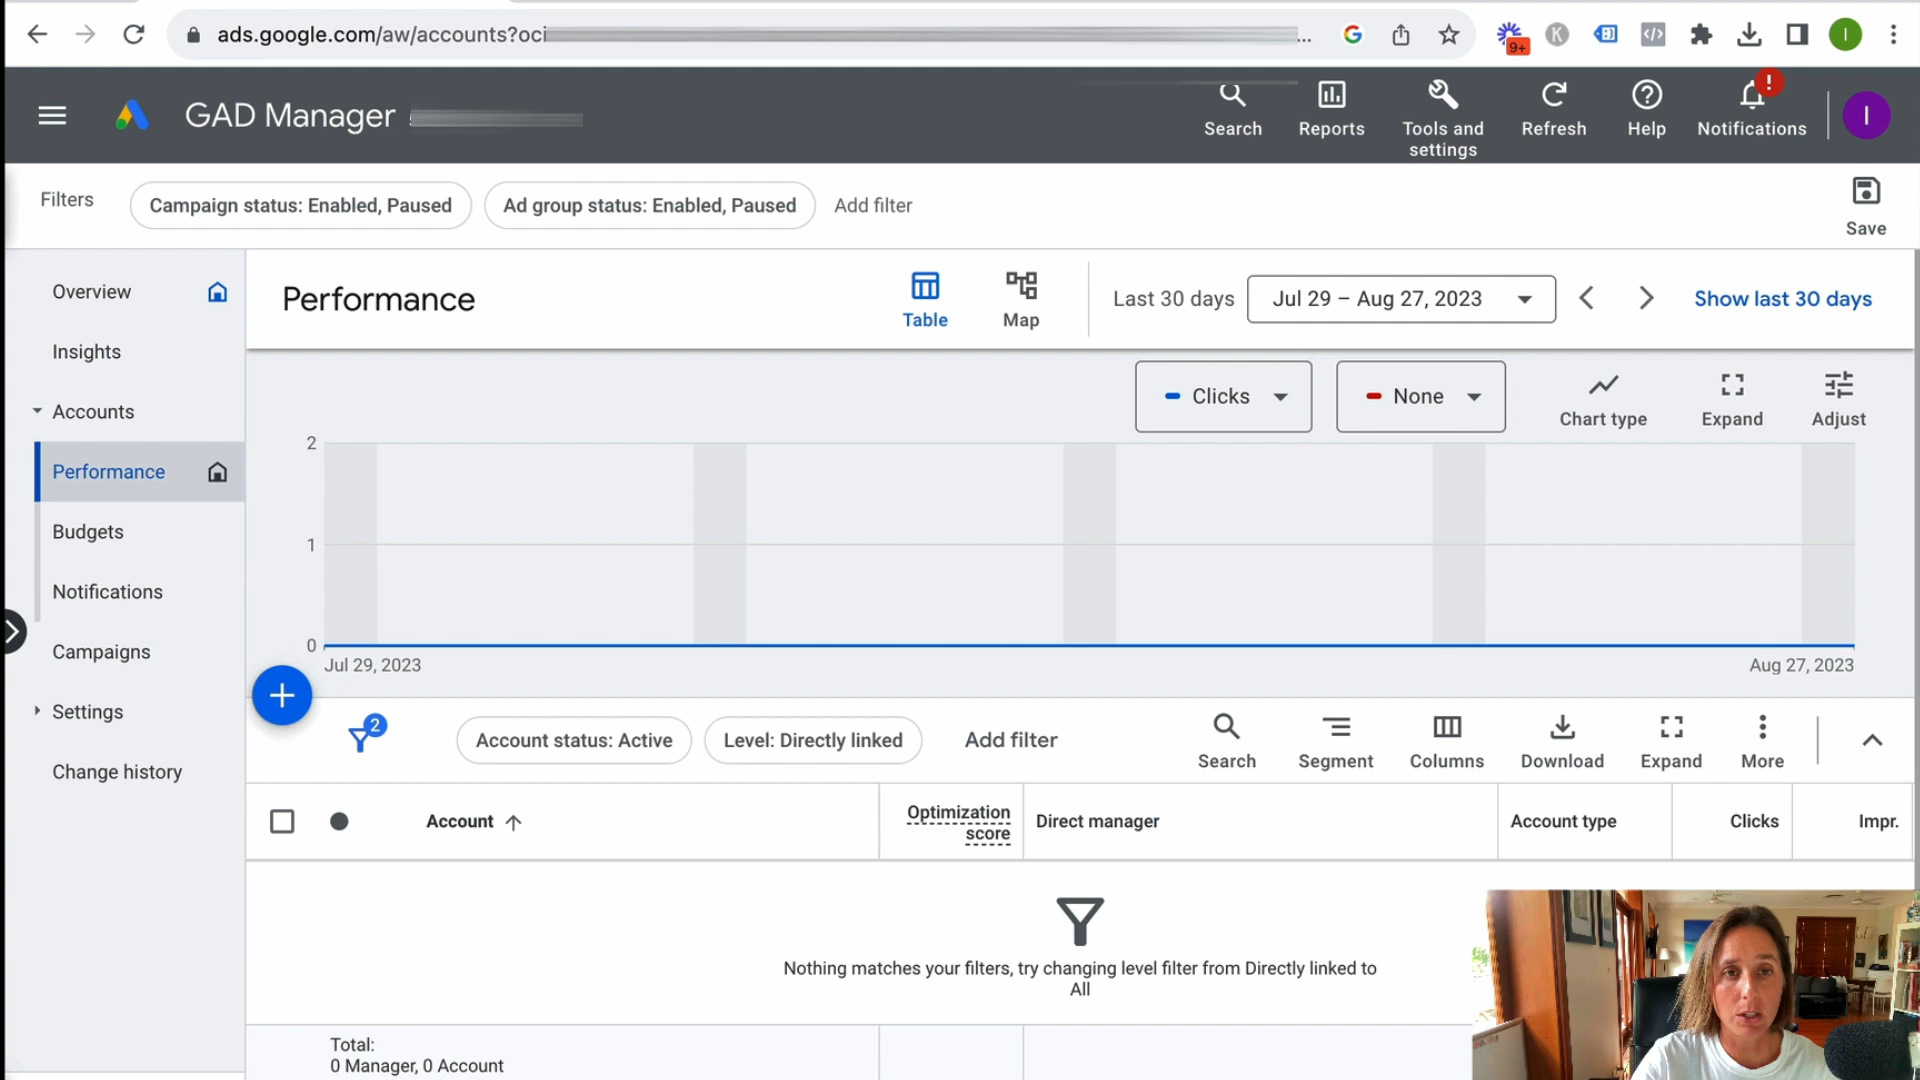 ads.google.com/aw/accounts?oci
...
9+
K
I
GAD Manager
Search
Reports
Tools and
settings
Refresh
Help
!
Notifications
I
Filters
Campaign status: Enabled, Paused
Ad group status: Enabled, Paused
Add filter
Save
Overview
Insights
Accounts
Performance
Budgets
Notifications
Campaigns
Settings
Change history
Performance
Table
Map
Last 30 days
Jul 29 – Aug 27, 2023
Show last 30 days
Clicks
None
Chart type
Expand
Adjust
2
1
0
Jul 29, 2023
Aug 27, 2023
2
Account status: Active
Level: Directly linked
Add filter
Search
Segment
Columns
Download
Expand
More
Account
Optimization
score
Direct manager
Account type
Clicks
Impr.
Nothing matches your filters, try changing level filter from Directly linked to
All
Total:
0 Manager, 0 Account